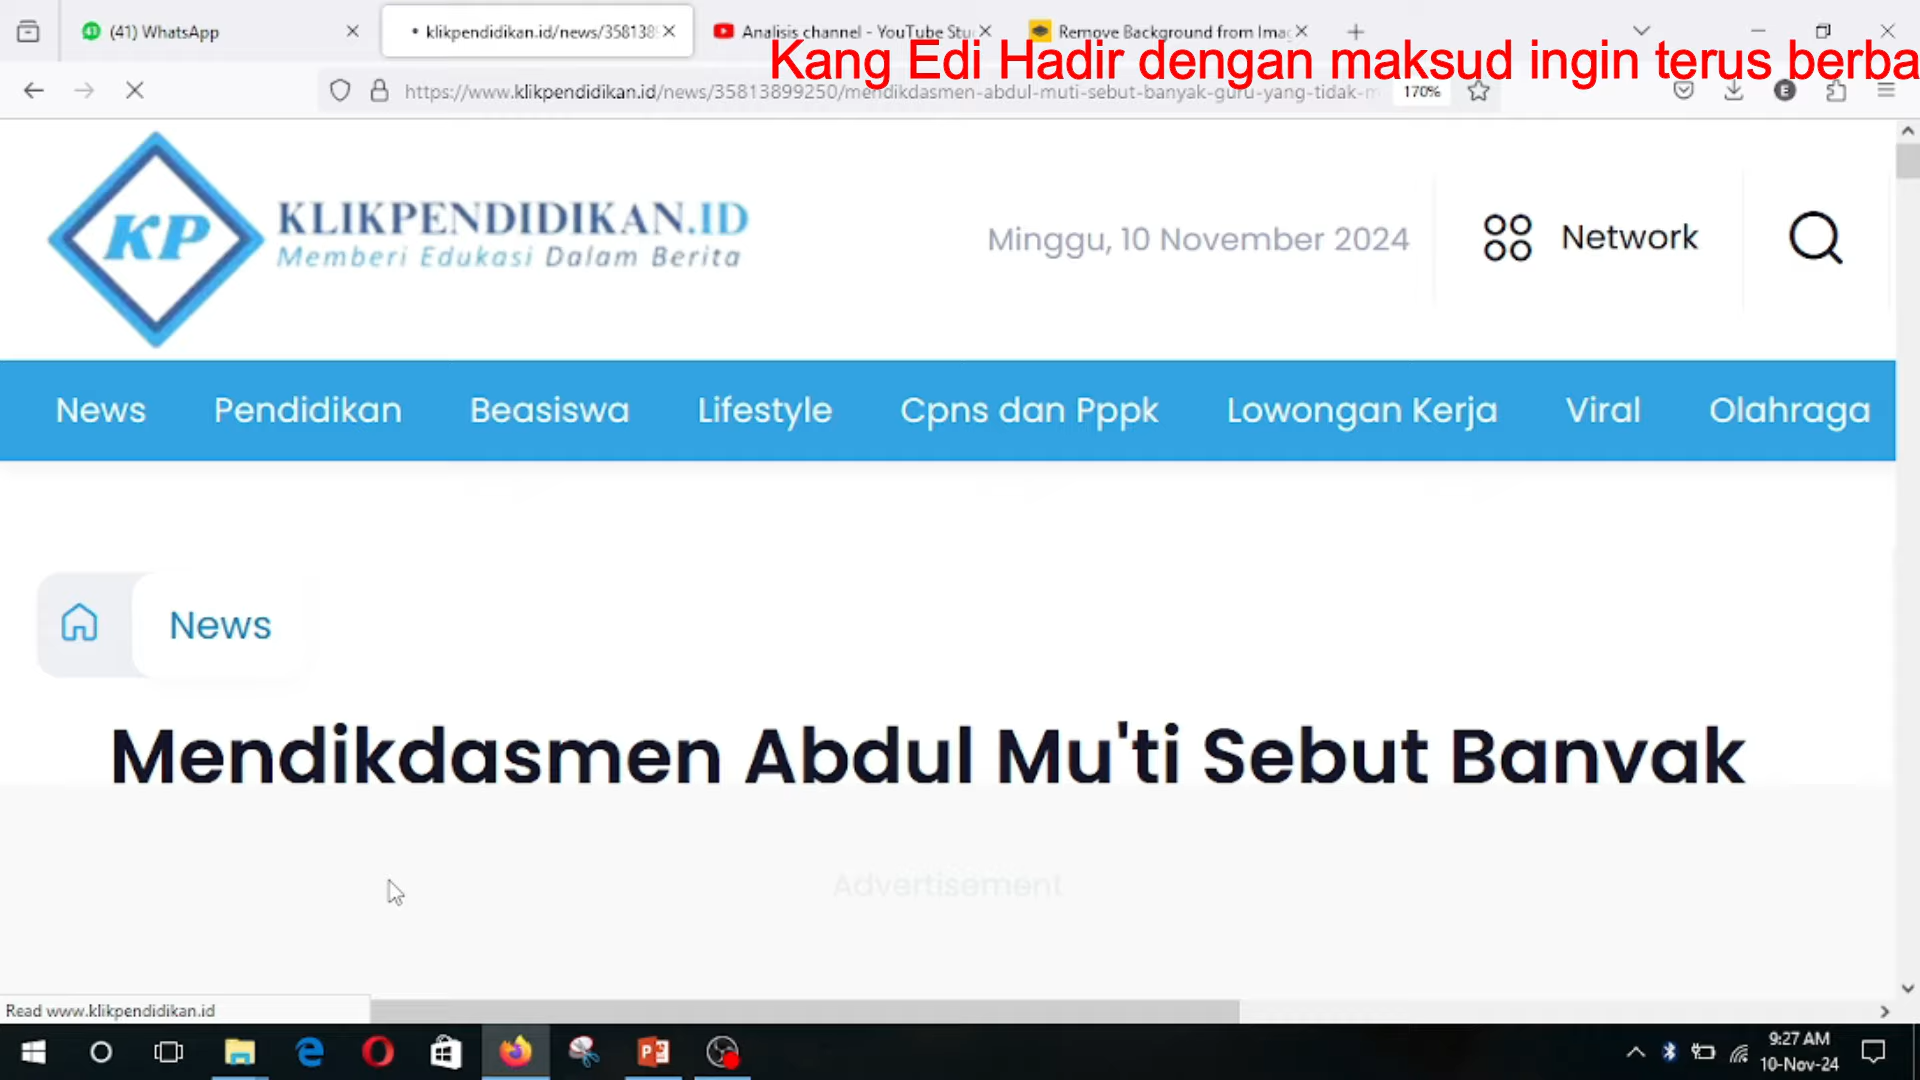 (41) WhatsApp
klikpendidikan.id/news/358138
Analisis channel - YouTube Stu
Remove Background from Ima
Kang Edi Hadir dengan maksud ingin terus berba
https://www.klikpendidikan.id/news/35813899250/mendikdasmen-abdul-muti-sebut-banyak-guru-yang-tidak-m
170%
E
KP
KLIKPENDIDIKAN.ID
Memberi Edukasi Dalam Berita
Minggu, 10 November 2024
Network
News Pendidikan Beasiswa Lifestyle Cpns dan Pppk Lowongan Kerja Viral Olahraga
News
Mendikdasmen Abdul Mu'ti Sebut Banyak
Advertisement
Read www.klikpendidikan.id
9:27 AM
10-Nov-24